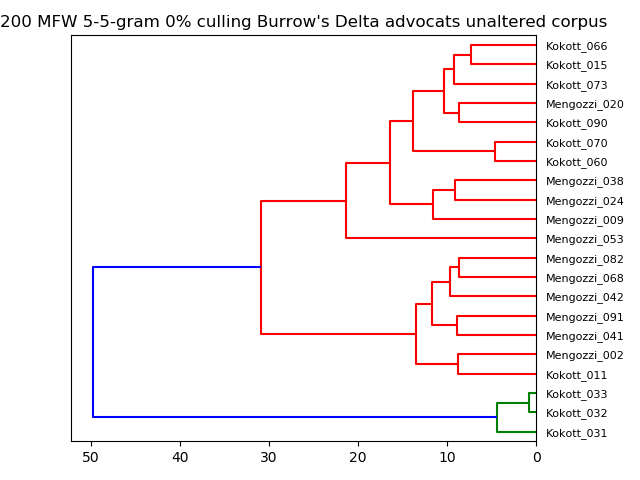 200 MFW 5-5-gram 0% culling Burrow's Delta advocats unaltered corpus
Kokott_066
Kokott_015
Kokott_073
Mengozzi_020
Kokott_090
Kokott_070
Kokott_060
Mengozzi_038
Mengozzi_024
Mengozzi_009
Mengozzi_053
Mengozzi_082
Mengozzi_068
Mengozzi_042
Mengozzi_091
Mengozzi_041
Mengozzi_002
Kokott_011
Kokott_033
Kokott_032
Kokott_031
50 40 30 20 10 0